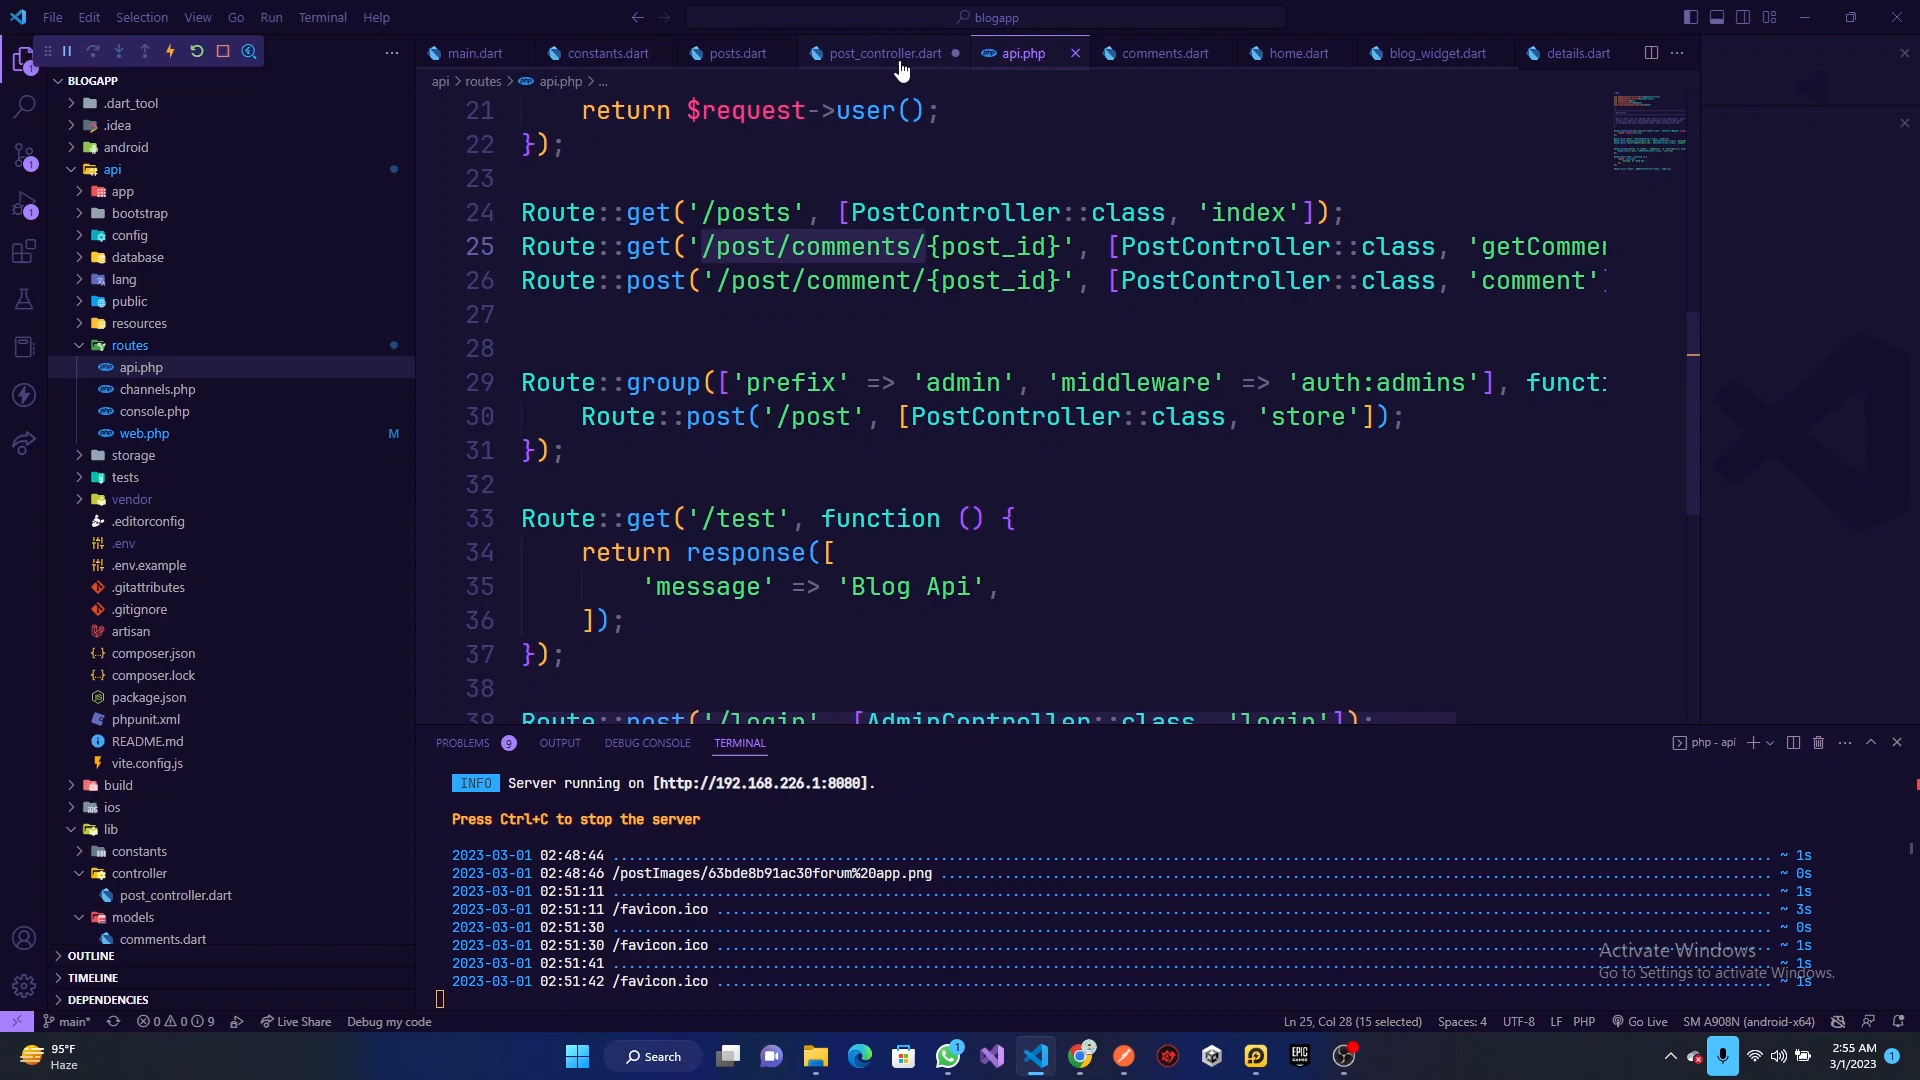 File Edit Selection View Go Run Terminal Help
blogapp
main.dart constants.dart posts.dart post_controller.dart api.php comments.dart home.dart blog_widget.dart details.dart
BLOGAPP
api > routes > api.php > ...
.dart_tool
.idea
android
api
app
bootstrap
config
database
lang
public
resources
routes
api.php
channels.php
console.php
web.php M
storage
tests
vendor
.editorconfig
.env
.env.example
.gitattributes
.gitignore
artisan
composer.json
composer.lock
package.json
phpunit.xml
README.md
vite.config.js
build
ios
lib
constants
controller
post_controller.dart
models
comments.dart
OUTLINE
TIMELINE
DEPENDENCIES
21 return $request->user();
22 });
23
24 Route::get('/posts', [PostController::class, 'index']);
25 Route::get('/post/comments/{post_id}', [PostController::class, 'getCommen
26 Route::post('/post/comment/{post_id}', [PostController::class, 'comment']
27
28
29 Route::group(['prefix' => 'admin', 'middleware' => 'auth:admins'], functi
30 Route::post('/post', [PostController::class, 'store']);
31 });
32
33 Route::get('/test', function () {
34 return response([
35 'message' => 'Blog Api',
36 ]);
37 });
38
39 Route::post('/login', [AdminController::class, 'login']);
PROBLEMS 9 OUTPUT DEBUG CONSOLE TERMINAL
php - api
INFO Server running on [http://192.168.226.1:8080].
Press Ctrl+C to stop the server
2023-03-01 02:48:44 ~ 1s
2023-03-01 02:48:46 /postImages/63bde8b91ac30forum%20app.png ~ 0s
2023-03-01 02:51:11 ~ 1s
2023-03-01 02:51:11 /favicon.ico ~ 3s
2023-03-01 02:51:30 ~ 0s
2023-03-01 02:51:30 /favicon.ico ~ 1s
2023-03-01 02:51:41 ~ 1s
2023-03-01 02:51:42 /favicon.ico ~ 1s
Activate Windows
Go to Settings to activate Windows.
main* 0 0 9 Live Share Debug my code
Ln 25, Col 28 (15 selected) Spaces: 4 UTF-8 LF PHP Go Live SM A908N (android-x64)
95°F
Haze
Search
2:55 AM
3/1/2023